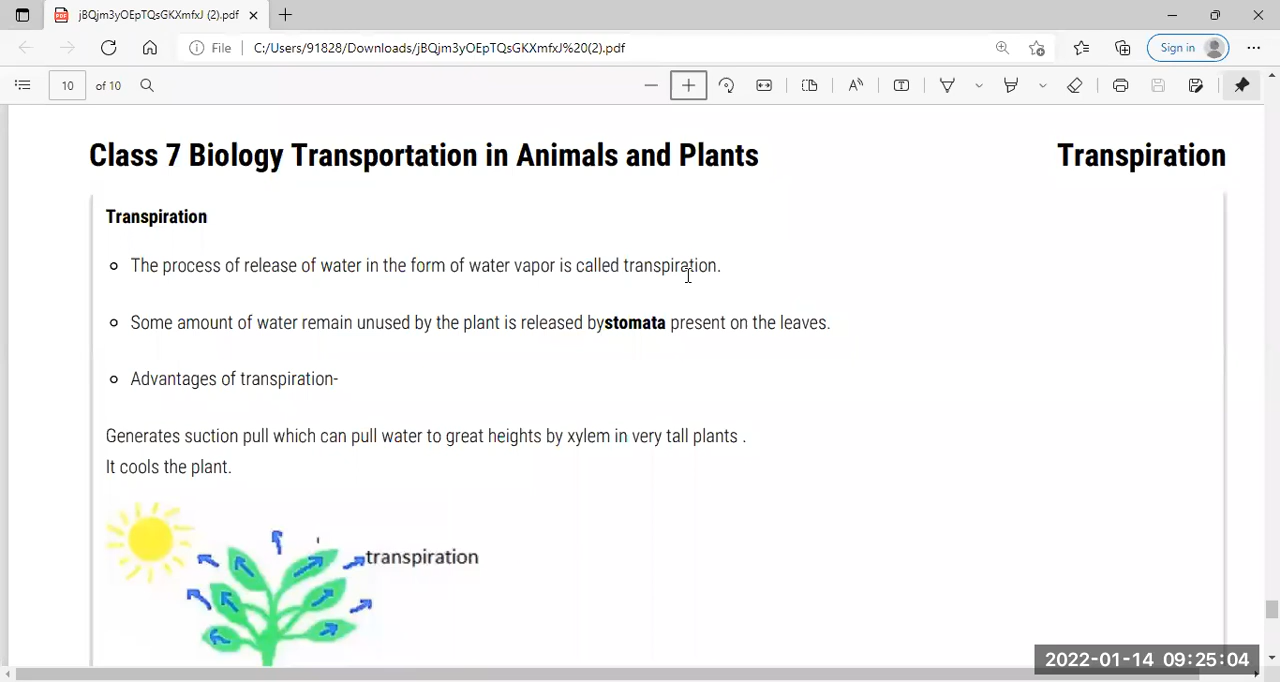 jBQjm3yOEpTQsGKXmfxJ (2).pdf
File C:/Users/91828/Downloads/jBQjm3yOEpTQsGKXmfxJ%20(2).pdf Sign in
10 of 10
Class 7 Biology Transportation in Animals and Plants Transpiration
Transpiration
The process of release of water in the form of water vapor is called transpiration.
Some amount of water remain unused by the plant is released bystomata present on the leaves.
Advantages of transpiration-
Generates suction pull which can pull water to great heights by xylem in very tall plants .
It cools the plant.
transpiration
2022-01-14 09:25:04